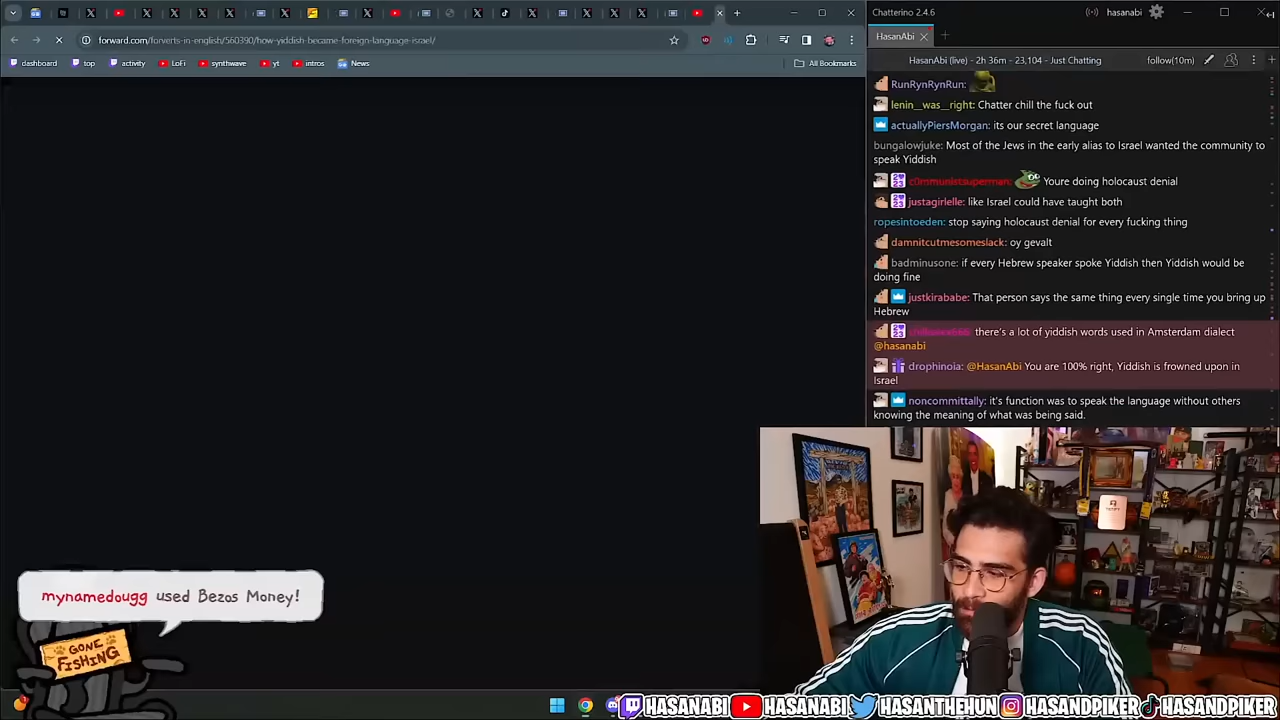 Chatterino 2.4.6
hasanabi
forward.com/forverts-in-english/560390/how-yiddish-became-foreign-language-israel/
HasanAbi
dashboard
top
activity
LoFi
synthwave
yt
intros
News
All Bookmarks
HasanAbi (live) - 2h 36m - 23,104 - Just Chatting
follow(10m)
RunRynRynRun:
lenin__was__right: Chatter chill the fuck out
actuallyPiersMorgan: its our secret language
bungalowjuke: Most of the Jews in the early alias to Israel wanted the community to
speak Yiddish
c0mmunistsuperman: Youre doing holocaust denial
justagirlelle: like Israel could have taught both
ropesintoeden: stop saying holocaust denial for every fucking thing
damnitcutmesomeslack: oy gevalt
badminusone: if every Hebrew speaker spoke Yiddish then Yiddish would be
doing fine
justkirababe: That person says the same thing every single time you bring up
Hebrew
there's a lot of yiddish words used in Amsterdam dialect
@hasanabi
drophinoia: @HasanAbi You are 100% right, Yiddish is frowned upon in
Israel
noncommittally: it's function was to speak the language without others
knowing the meaning of what was being said.
mynamedougg used Bezos Money!
GONE
FISHING
HASANABI
HASANABI
HASANTHEHUN
HASANDPIKER
HASANDPIKER